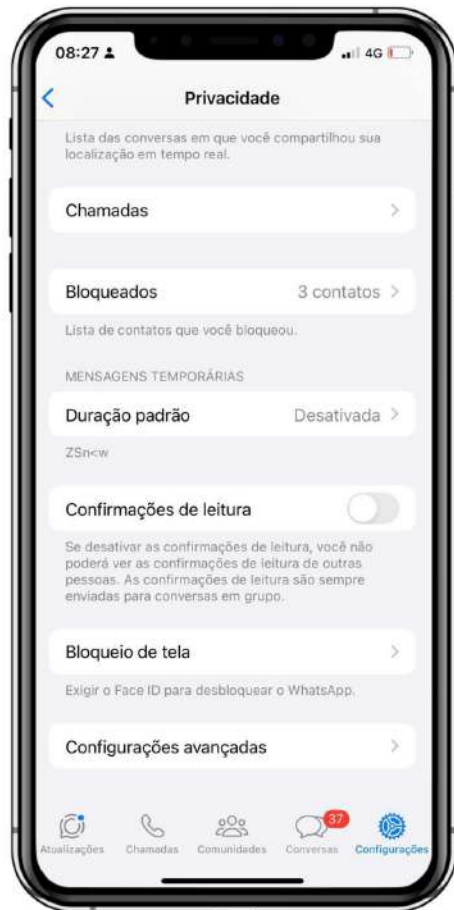 08:27
4G
Privacidade
Lista das conversas em que você compartilhou sua
localização em tempo real.
Chamadas
Bloqueados 3 contatos
Lista de contatos que você bloqueou.
MENSAGENS TEMPORÁRIAS
Duração padrão Desativada
ZSn<w
Confirmações de leitura
Se desativar as confirmações de leitura, você não
poderá ver as confirmações de leitura de outras
pessoas. As confirmações de leitura são sempre
enviadas para conversas em grupo.
Bloqueio de tela
Exigir o Face ID para desbloquear o WhatsApp.
Configurações avançadas
37
Atualizações Chamadas Comunidades Conversas Configurações